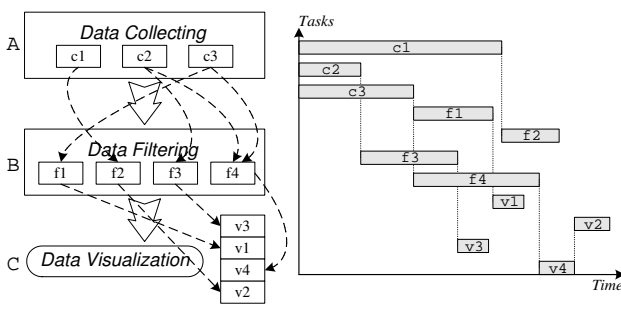 A
Data Collecting
c1 c2 c3
B
Data Filtering
f1 f2 f3 f4
C
Data Visualization
v3
v1
v4
v2
Tasks
c1
c2
c3
f1
f2
f3
f4
v1
v2
v3
v4
Time